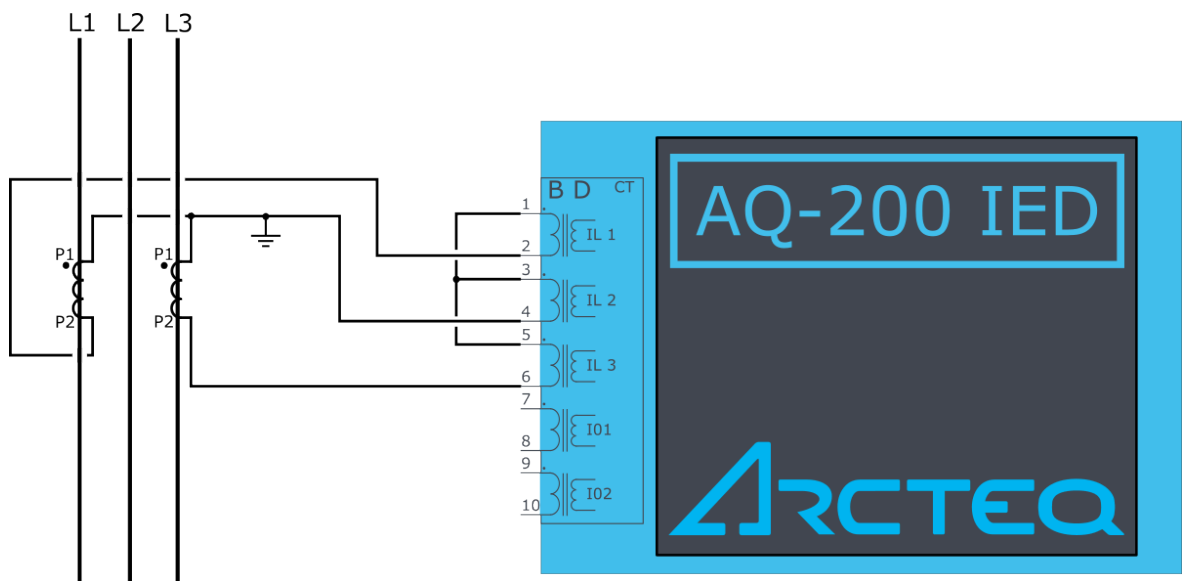 L1 L2 L3
B D CT
AQ-200 IED
1
IL 1
2
P1 P1
3
IL 2
4
P2 P2
5
IL 3
6
7
I01
8
9
I02
10
ARCTEQ